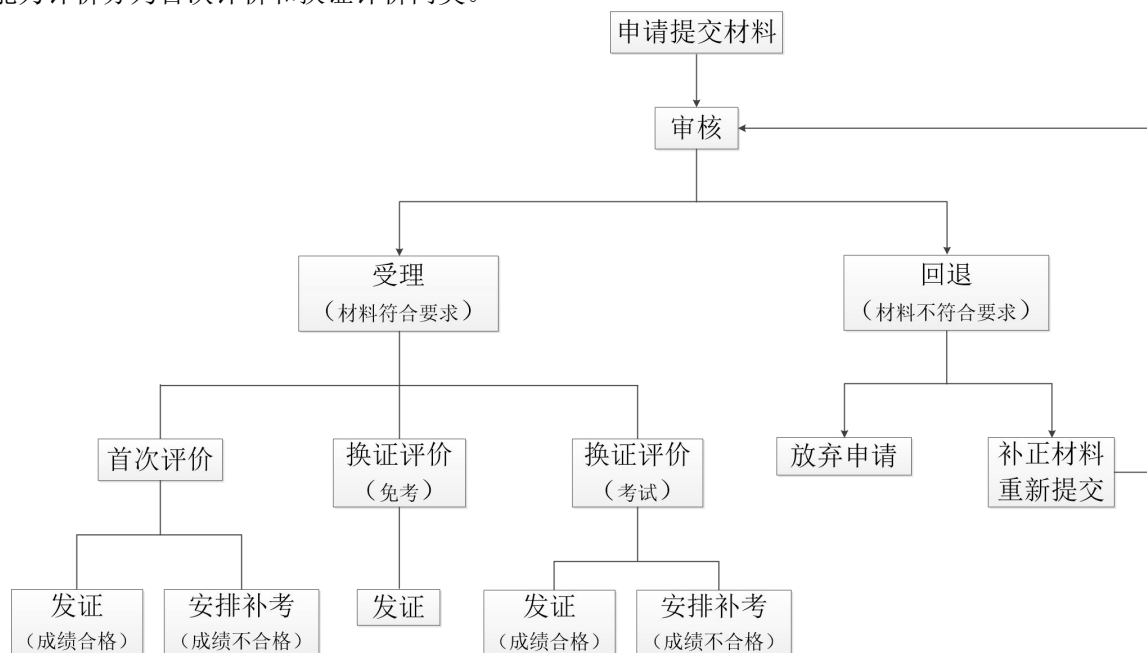 能力评价分为首次评价和换证评价两类。
申请提交材料
审核
受理
（材料符合要求）
回退
（材料不符合要求）
首次评价
换证评价
（免考）
换证评价
（考试）
放弃申请
补正材料
重新提交
发证
（成绩合格）
安排补考
（成绩不合格）
发证
发证
（成绩合格）
安排补考
（成绩不合格）